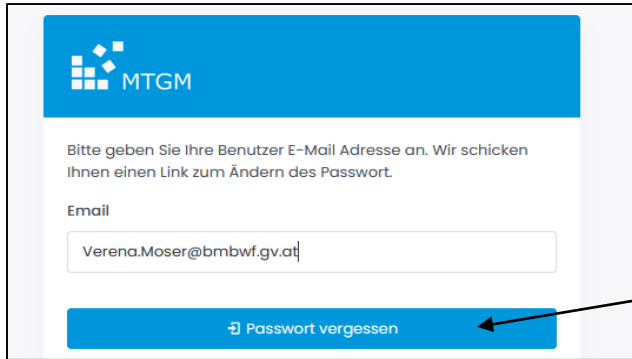 MTGM
Bitte geben Sie Ihre Benutzer E-Mail Adresse an. Wir schicken
Ihnen einen Link zum Ändern des Passwort.
Email
Verena.Moser@bmbwf.gv.at
Passwort vergessen